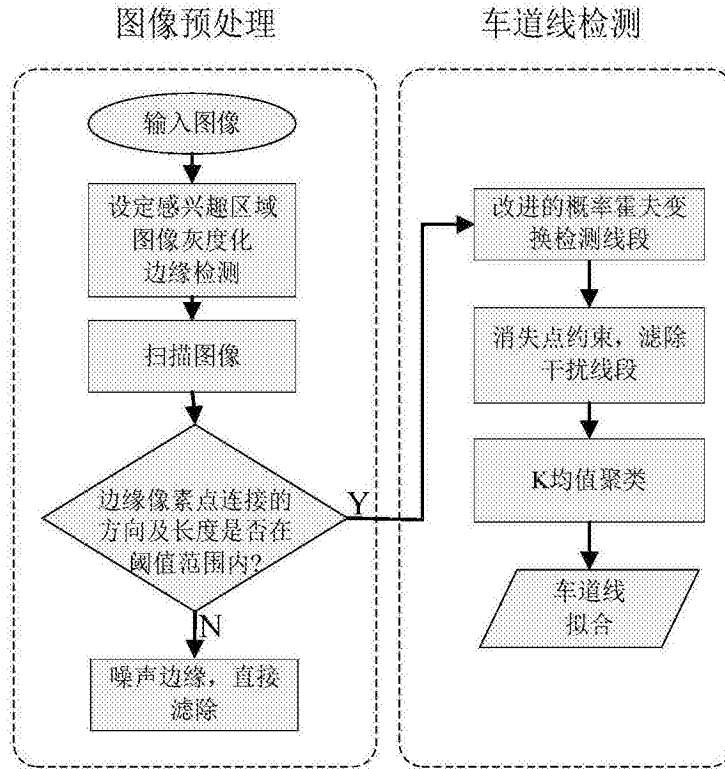 图像预处理
输入图像
设定感兴趣区域
图像灰度化
边缘检测
扫描图像
边缘像素点连接的
方向及长度是否在
阈值范围内?
Y
N
噪声边缘，直接
滤除
车道线检测
改进的概率霍夫变
换检测线段
消失点约束，滤除
干扰线段
K均值聚类
车道线
拟合